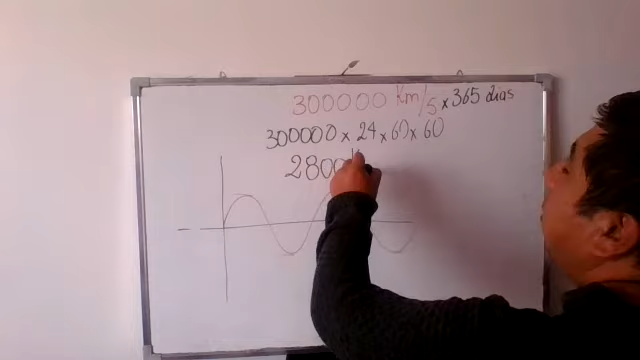 300000 Km/s x 365 dias
300000 x 24 x 60 x 60
2800